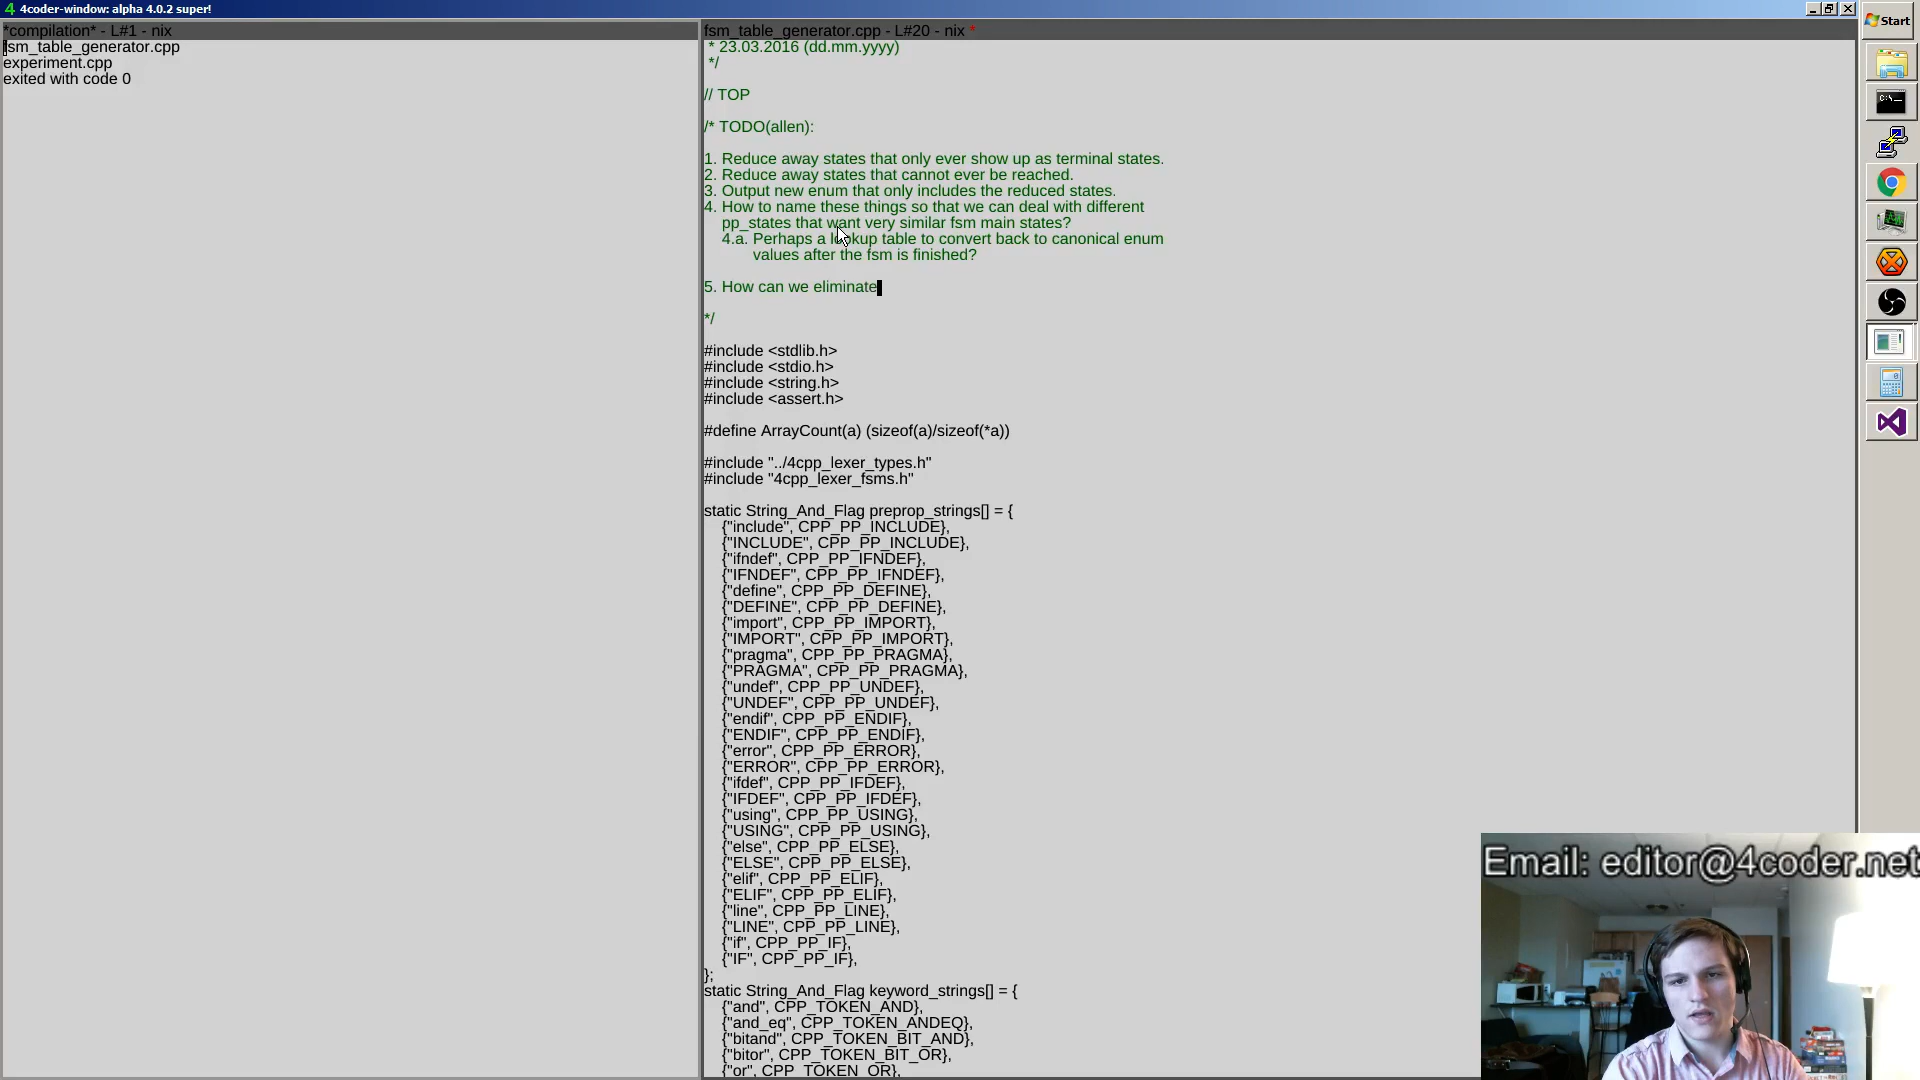 4 4coder-window: alpha 4.0.2 super!
Start
*compilation* - L#1 - nix
fsm_table_generator.cpp
experiment.cpp
exited with code 0
fsm_table_generator.cpp - L#20 - nix *
* 23.03.2016 (dd.mm.yyyy)
*/
// TOP
/* TODO(allen):
1. Reduce away states that only ever show up as terminal states.
2. Reduce away states that cannot ever be reached.
3. Output new enum that only includes the reduced states.
4. How to name these things so that we can deal with different
pp_states that want very similar fsm main states?
4.a. Perhaps a lookup table to convert back to canonical enum
values after the fsm is finished?
5. How can we eliminate
*/
#include <stdlib.h>
#include <stdio.h>
#include <string.h>
#include <assert.h>
#define ArrayCount(a) (sizeof(a)/sizeof(*a))
#include "../4cpp_lexer_types.h"
#include "4cpp_lexer_fsms.h"
static String_And_Flag preprop_strings[] = {
{"include", CPP_PP_INCLUDE},
{"INCLUDE", CPP_PP_INCLUDE},
{"ifndef", CPP_PP_IFNDEF},
{"IFNDEF", CPP_PP_IFNDEF},
{"define", CPP_PP_DEFINE},
{"DEFINE", CPP_PP_DEFINE},
{"import", CPP_PP_IMPORT},
{"IMPORT", CPP_PP_IMPORT},
{"pragma", CPP_PP_PRAGMA},
{"PRAGMA", CPP_PP_PRAGMA},
{"undef", CPP_PP_UNDEF},
{"UNDEF", CPP_PP_UNDEF},
{"endif", CPP_PP_ENDIF},
{"ENDIF", CPP_PP_ENDIF},
{"error", CPP_PP_ERROR},
{"ERROR", CPP_PP_ERROR},
{"ifdef", CPP_PP_IFDEF},
{"IFDEF", CPP_PP_IFDEF},
{"using", CPP_PP_USING},
{"USING", CPP_PP_USING},
{"else", CPP_PP_ELSE},
{"ELSE", CPP_PP_ELSE},
{"elif", CPP_PP_ELIF},
{"ELIF", CPP_PP_ELIF},
{"line", CPP_PP_LINE},
{"LINE", CPP_PP_LINE},
{"if", CPP_PP_IF},
{"IF", CPP_PP_IF},
};
static String_And_Flag keyword_strings[] = {
{"and", CPP_TOKEN_AND},
{"and_eq", CPP_TOKEN_ANDEQ},
{"bitand", CPP_TOKEN_BIT_AND},
{"bitor", CPP_TOKEN_BIT_OR},
{"or", CPP_TOKEN_OR},
Email: editor@4coder.net